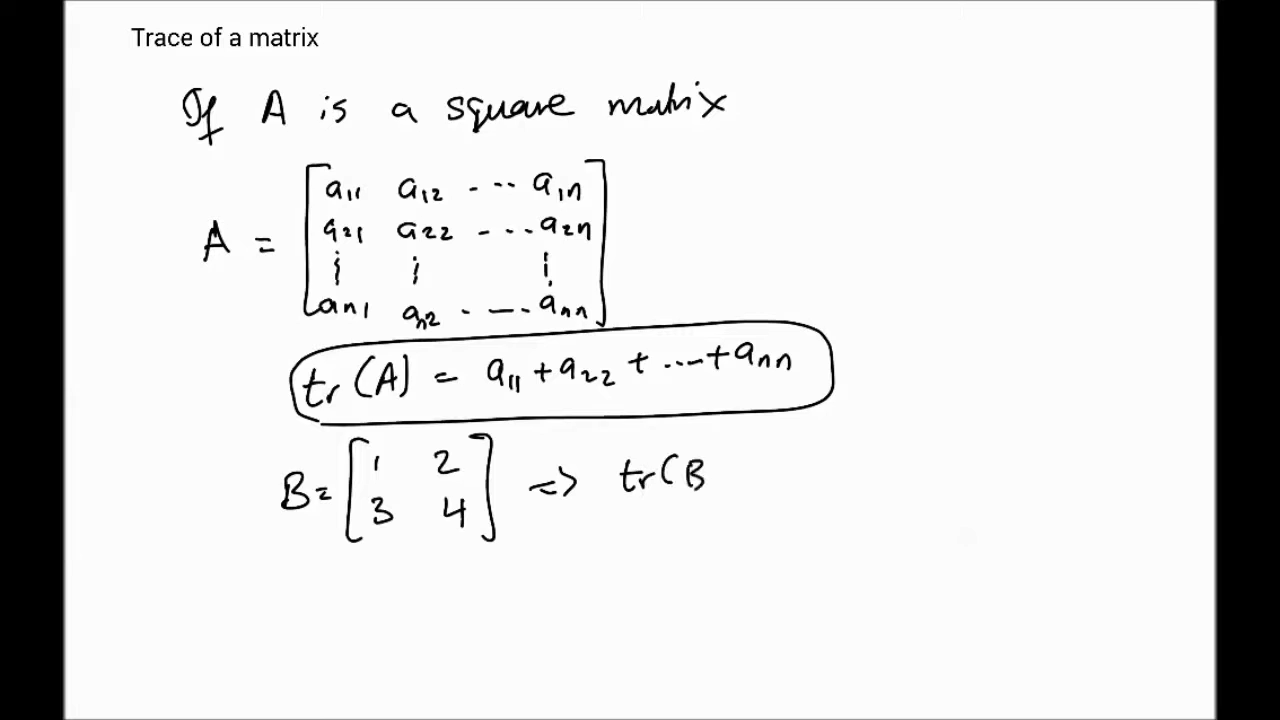 Trace of a matrix
If A is a square matrix
A = [a₁₁ a₁₂ --- a₁ₙ
a₂₁ a₂₂ ---- a₂ₙ
⋮ ⋮ ⋮
aₙ₁ aₙ₂ ---- aₙₙ]
tr(A) = a₁₁ + a₂₂ + ---- + aₙₙ
B = [1 2
3 4] => tr(B